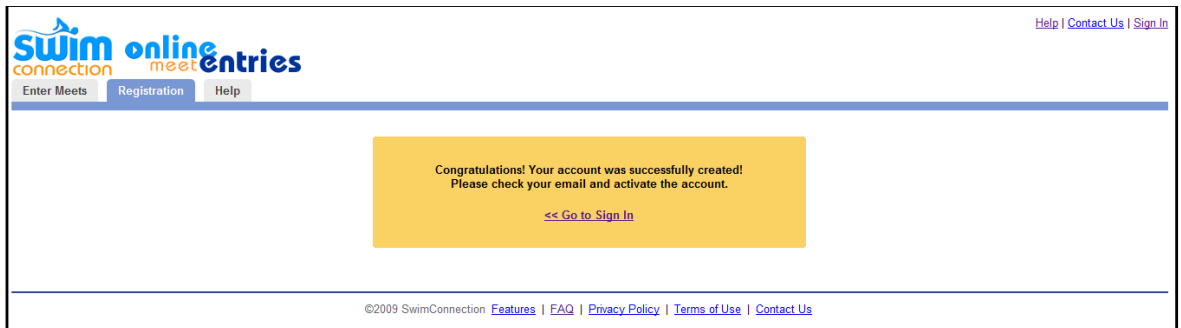 Help | Contact Us | Sign In
swim online
connection meet entries
Enter Meets Registration Help
Congratulations! Your account was successfully created!
Please check your email and activate the account.
<< Go to Sign In
©2009 SwimConnection Features | FAQ | Privacy Policy | Terms of Use | Contact Us